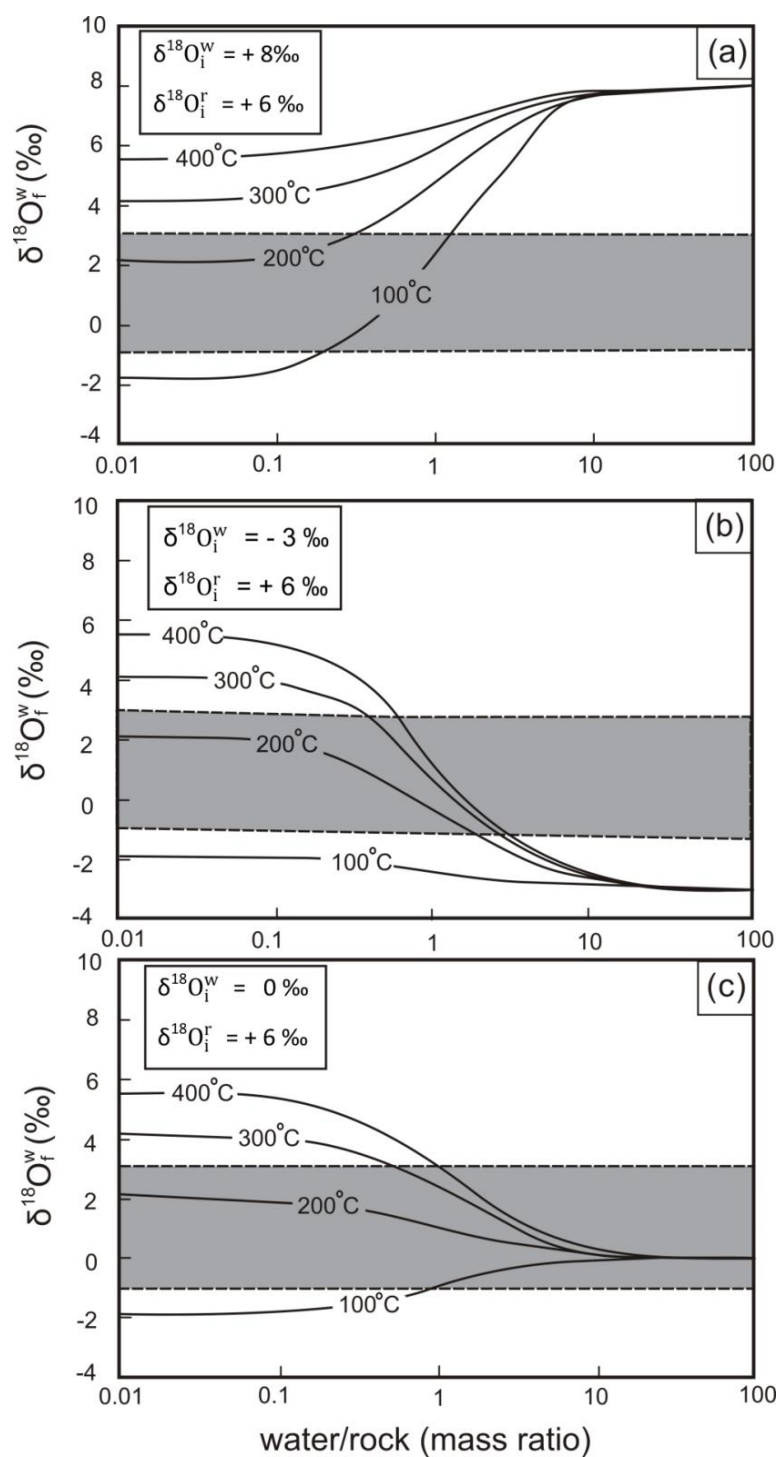 10
8
6
4
2
0
-2
-4
δ¹⁸Oᵢʷ = + 8‰
δ¹⁸Oᵢʳ = + 6 ‰
(a)
400°C
300°C
200°C
100°C
δ¹⁸O_fʷ (‰)
0.01 0.1 1 10 100
10
8
6
4
2
0
-2
-4
δ¹⁸Oᵢʷ = - 3 ‰
δ¹⁸Oᵢʳ = + 6 ‰
(b)
400°C
300°C
200°C
100°C
δ¹⁸O_fʷ (‰)
0.01 0.1 1 10 100
10
8
6
4
2
0
-2
-4
δ¹⁸Oᵢʷ = 0 ‰
δ¹⁸Oᵢʳ = + 6 ‰
(c)
400°C
300°C
200°C
100°C
δ¹⁸O_fʷ (‰)
0.01 0.1 1 10 100
water/rock (mass ratio)